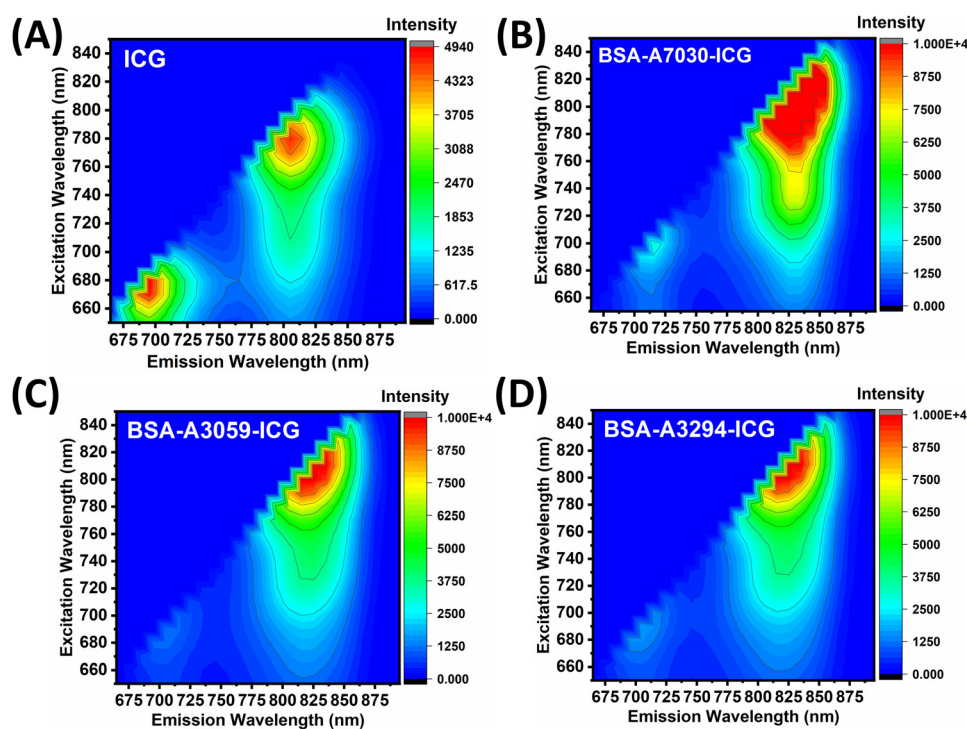 (A)
Intensity
ICG
Excitation Wavelength (nm)
840
820
800
780
760
740
720
700
680
660
675 700 725 750 775 800 825 850 875
Emission Wavelength (nm)
4940
4323
3705
3088
2470
1853
1235
617.5
0.000
(B)
Intensity
BSA-A7030-ICG
Excitation Wavelength (nm)
840
820
800
780
760
740
720
700
680
660
675 700 725 750 775 800 825 850 875
Emission Wavelength (nm)
1.000E+4
8750
7500
6250
5000
3750
2500
1250
0.000
(C)
Intensity
BSA-A3059-ICG
Excitation Wavelength (nm)
840
820
800
780
760
740
720
700
680
660
675 700 725 750 775 800 825 850 875
Emission Wavelength (nm)
1.000E+4
8750
7500
6250
5000
3750
2500
1250
0.000
(D)
Intensity
BSA-A3294-ICG
Excitation Wavelength (nm)
840
820
800
780
760
740
720
700
680
660
675 700 725 750 775 800 825 850 875
Emission Wavelength (nm)
1.000E+4
8750
7500
6250
5000
3750
2500
1250
0.000